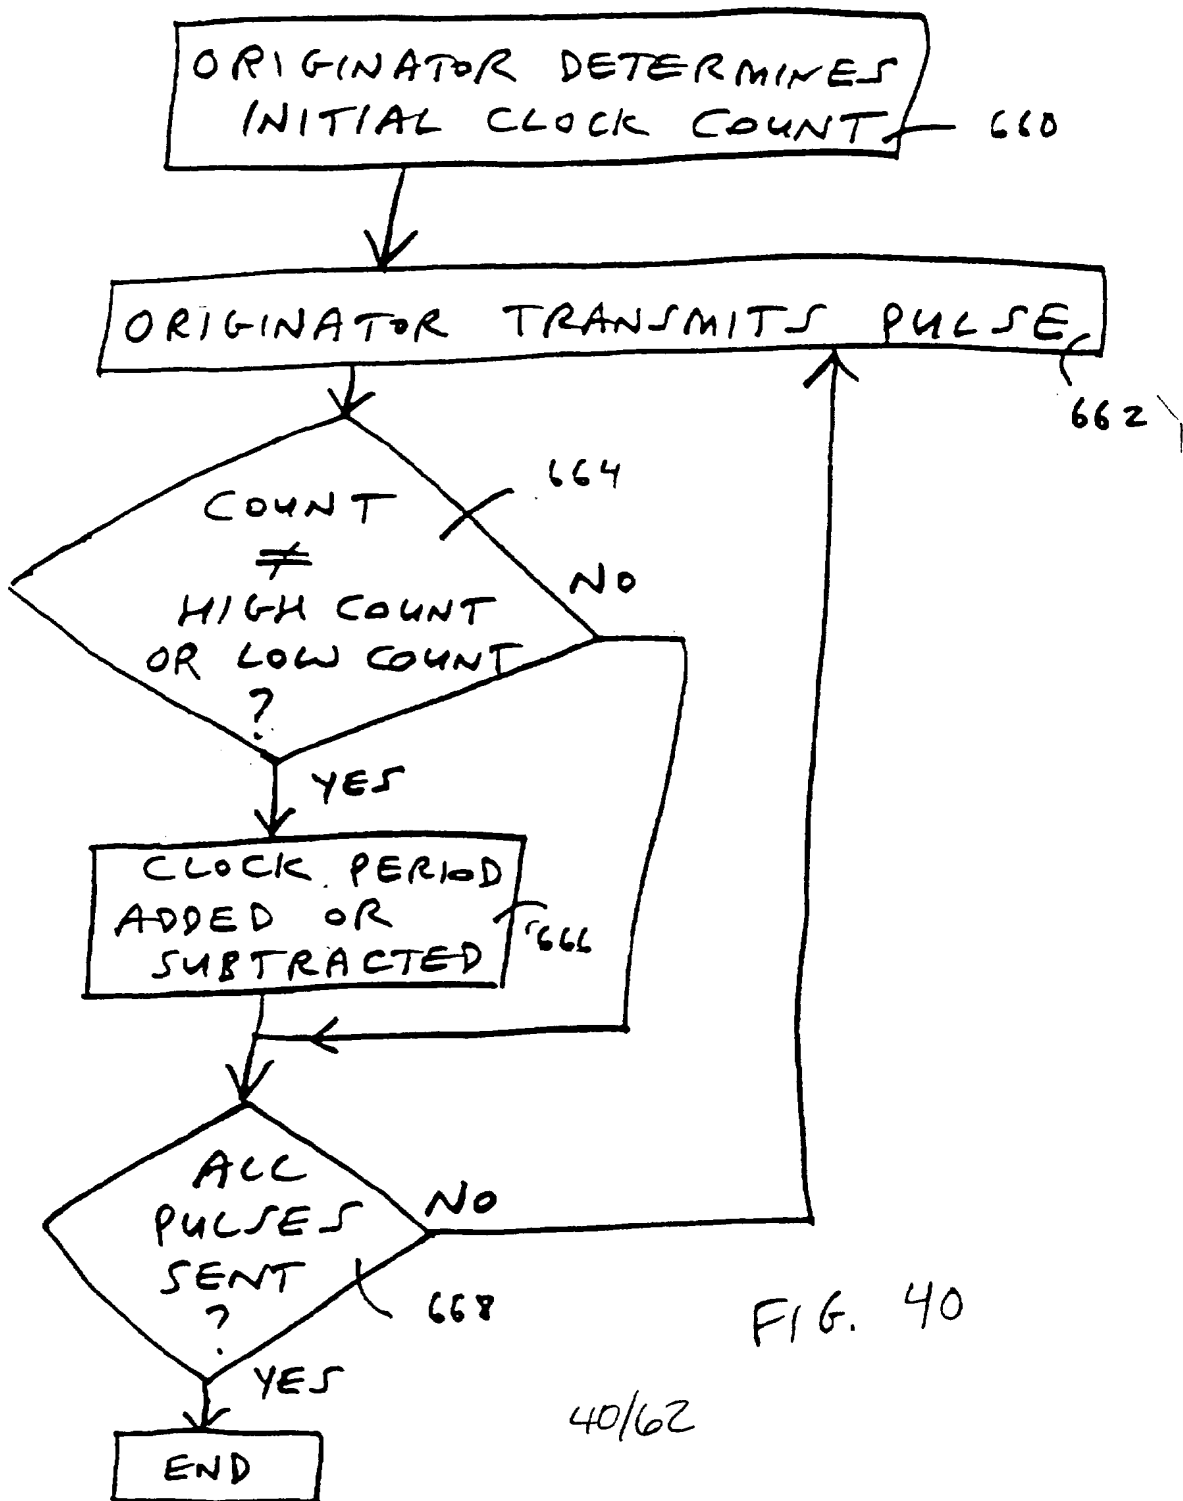 ORIGINATOR DETERMINES
INITIAL CLOCK COUNT
660
ORIGINATOR TRANSMITS PULSE
662
664
COUNT
≠
HIGH COUNT
OR LOW COUNT
?
NO
YES
CLOCK PERIOD
ADDED OR
SUBTRACTED
666
ALL
PULSES
SENT
?
NO
668
YES
END
FIG. 40
40/62